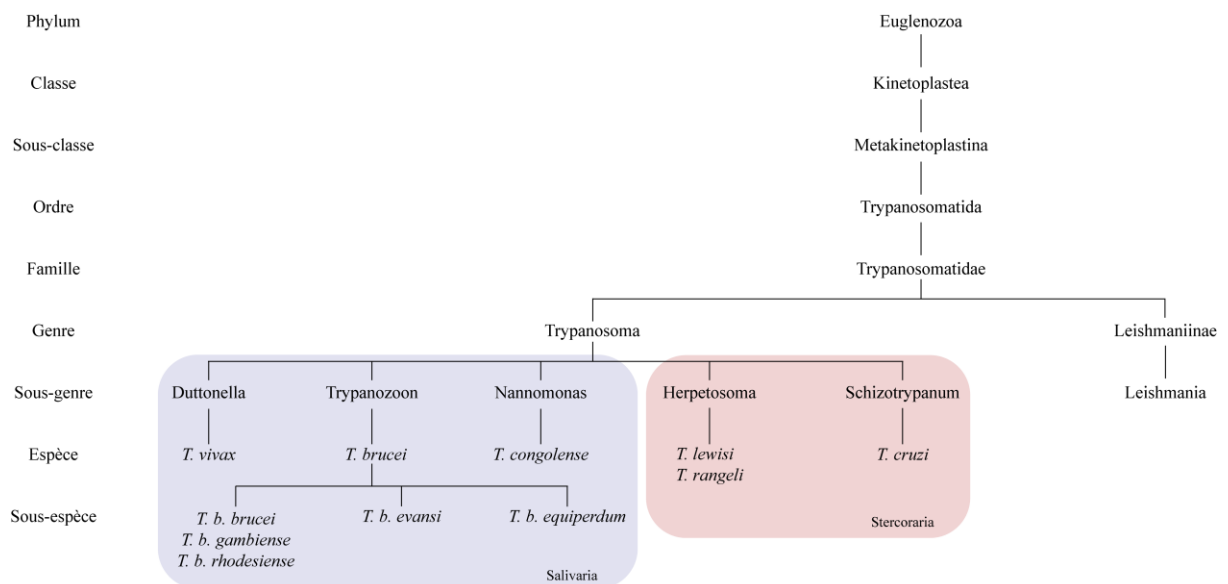 Phylum Euglenozoa
Classe Kinetoplastea
Sous-classe Metakinetoplastina
Ordre Trypanosomatida
Famille Trypanosomatidae
Genre Trypanosoma Leishmaniinae
Sous-genre Duttonella Trypanozoon Nannomonas Herpetosoma Schizotrypanum Leishmania
Espèce T. vivax T. brucei T. congolense T. lewisi T. cruzi
T. rangeli
Sous-espèce T. b. brucei T. b. evansi T. b. equiperdum Stercoraria
T. b. gambiense
T. b. rhodesiense
Salivaria